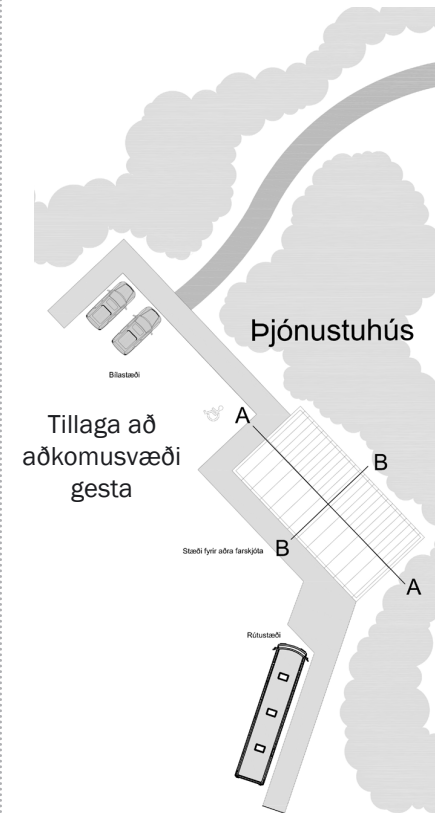 Þjónustuhús
Bílastæði
Tillaga að
aðkomusvæði
gesta
A
B
Stæði fyrir aðra farskjóta
B
A
Rútustæði